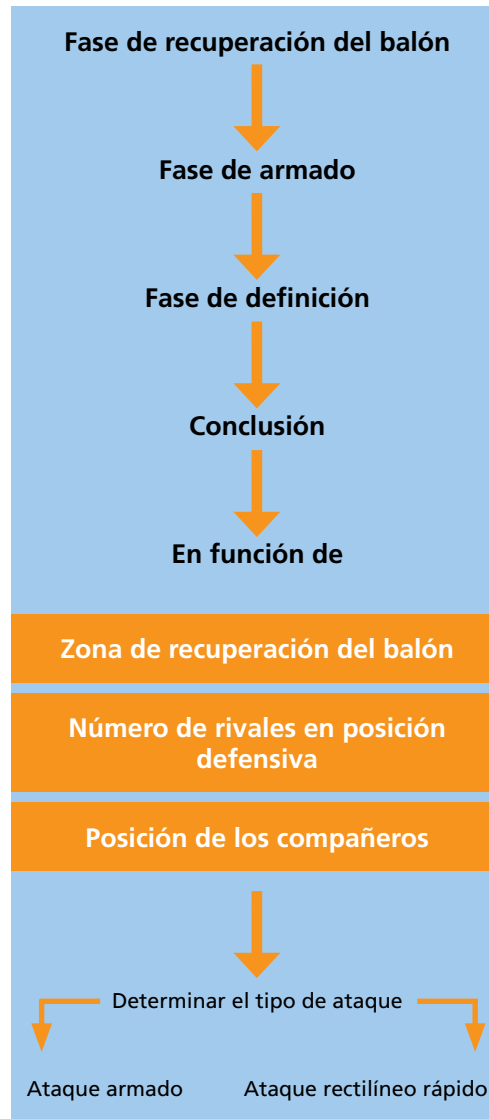 Fase de recuperación del balón
Fase de armado
Fase de definición
Conclusión
En función de
Zona de recuperación del balón
Número de rivales en posición
defensiva
Posición de los compañeros
Determinar el tipo de ataque
Ataque armado
Ataque rectilíneo rápido